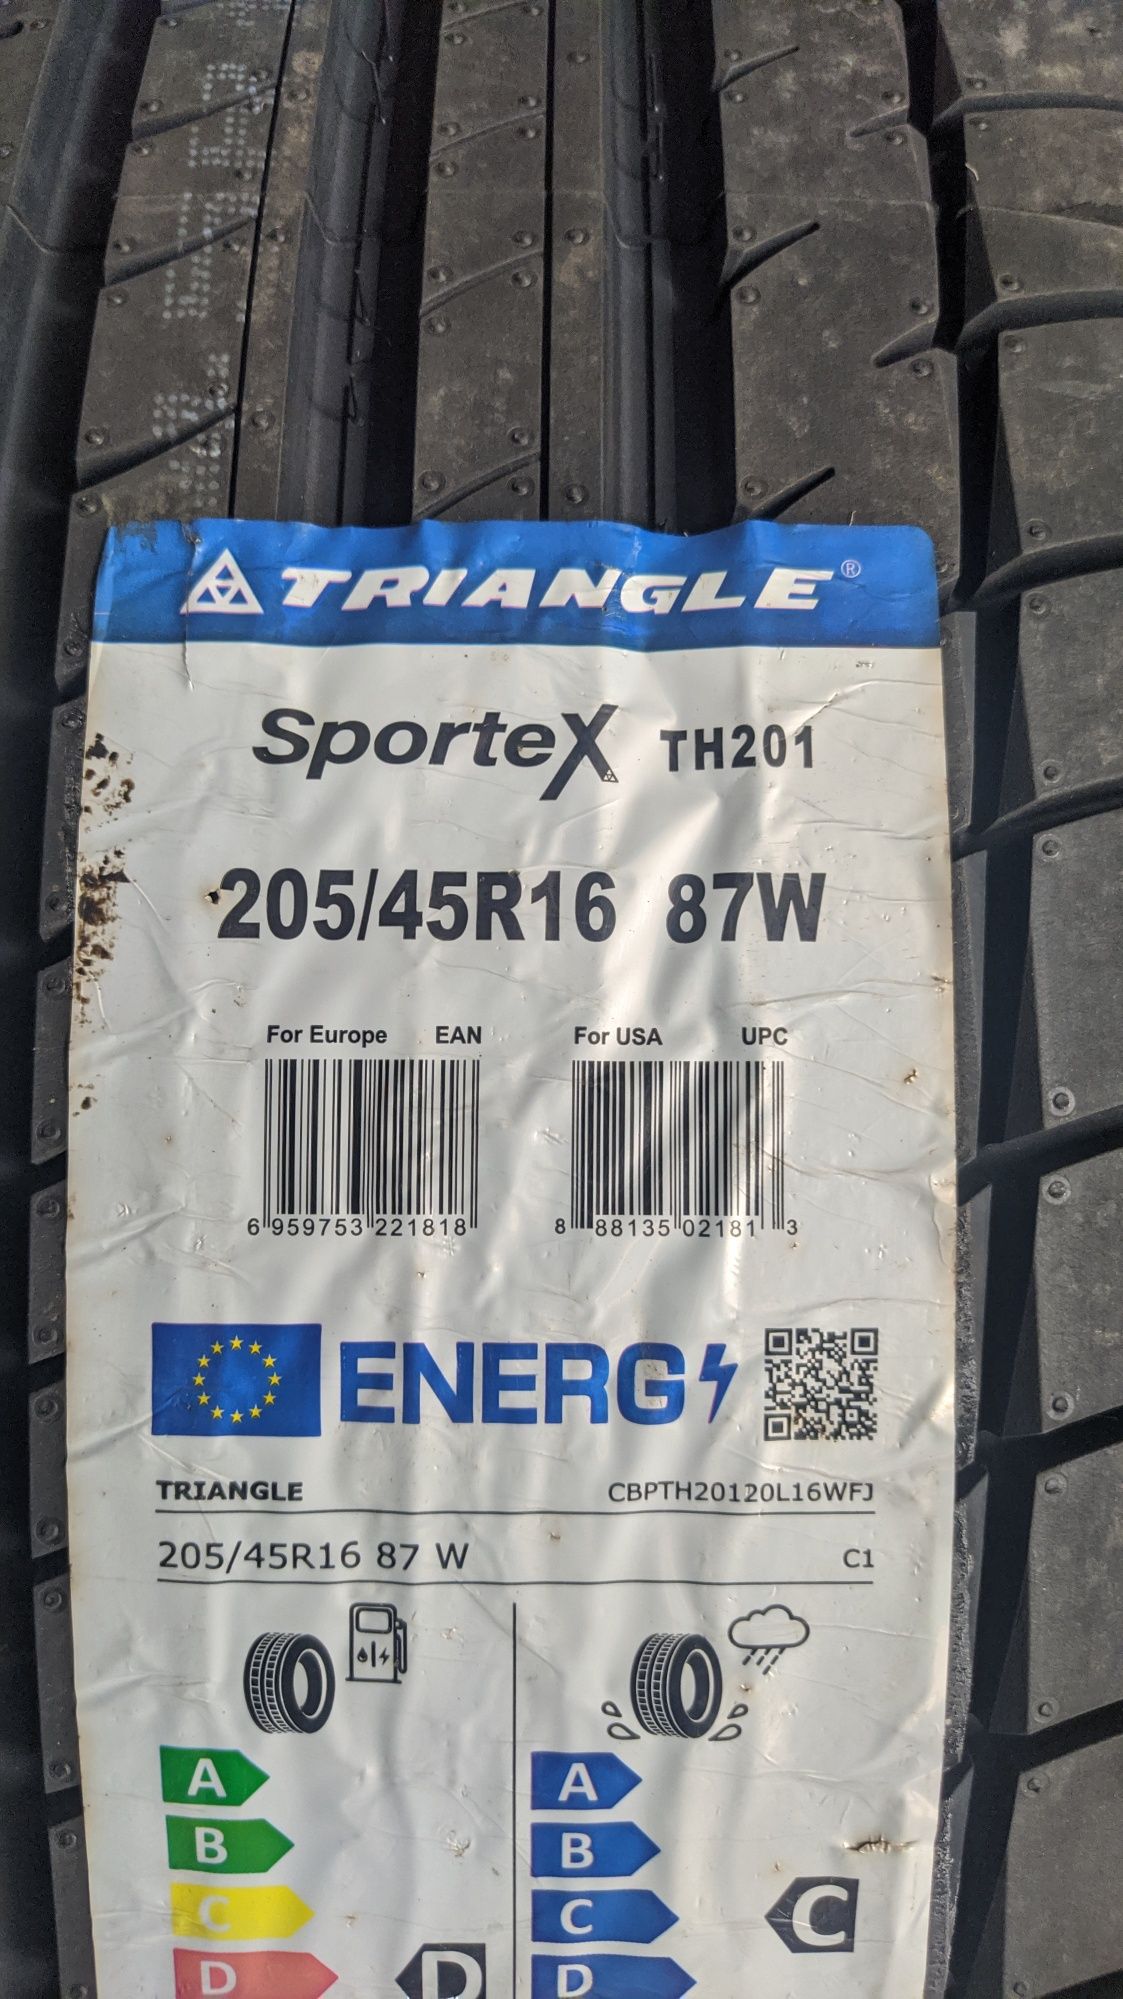 TRIANGLE®
SporteX TH201
205/45R16 87W
For Europe EAN For USA UPC
6 959753 221818 8 88135 02181 3
ENERG
TRIANGLE CBPTH20120L16WFJ
205/45R16 87 W C1
A A
B B
C C C
D D D